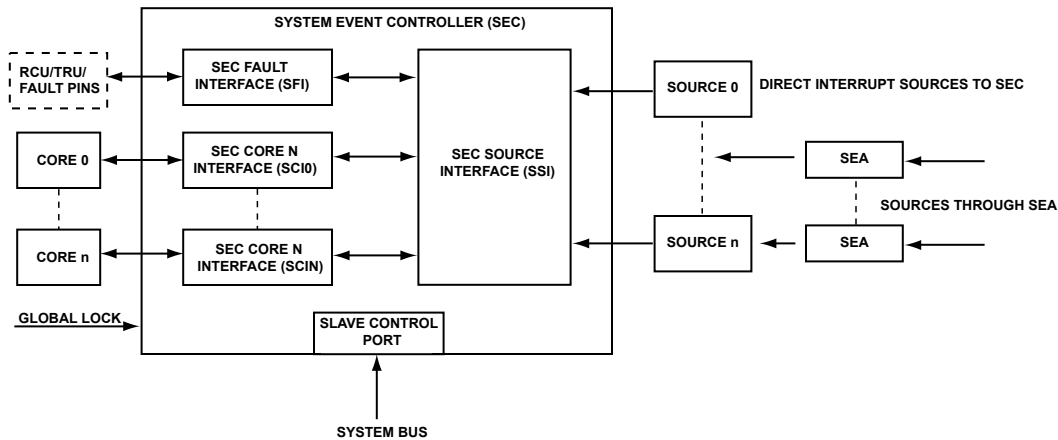 SYSTEM EVENT CONTROLLER (SEC)
RCU/TRU/
FAULT PINS
SEC FAULT
INTERFACE (SFI)
SOURCE 0
DIRECT INTERRUPT SOURCES TO SEC
CORE 0
SEC CORE N
INTERFACE (SCI0)
SEC SOURCE
INTERFACE (SSI)
SEA
SOURCES THROUGH SEA
CORE n
SEC CORE N
INTERFACE (SCIN)
SOURCE n
SEA
GLOBAL LOCK
SLAVE CONTROL
PORT
SYSTEM BUS